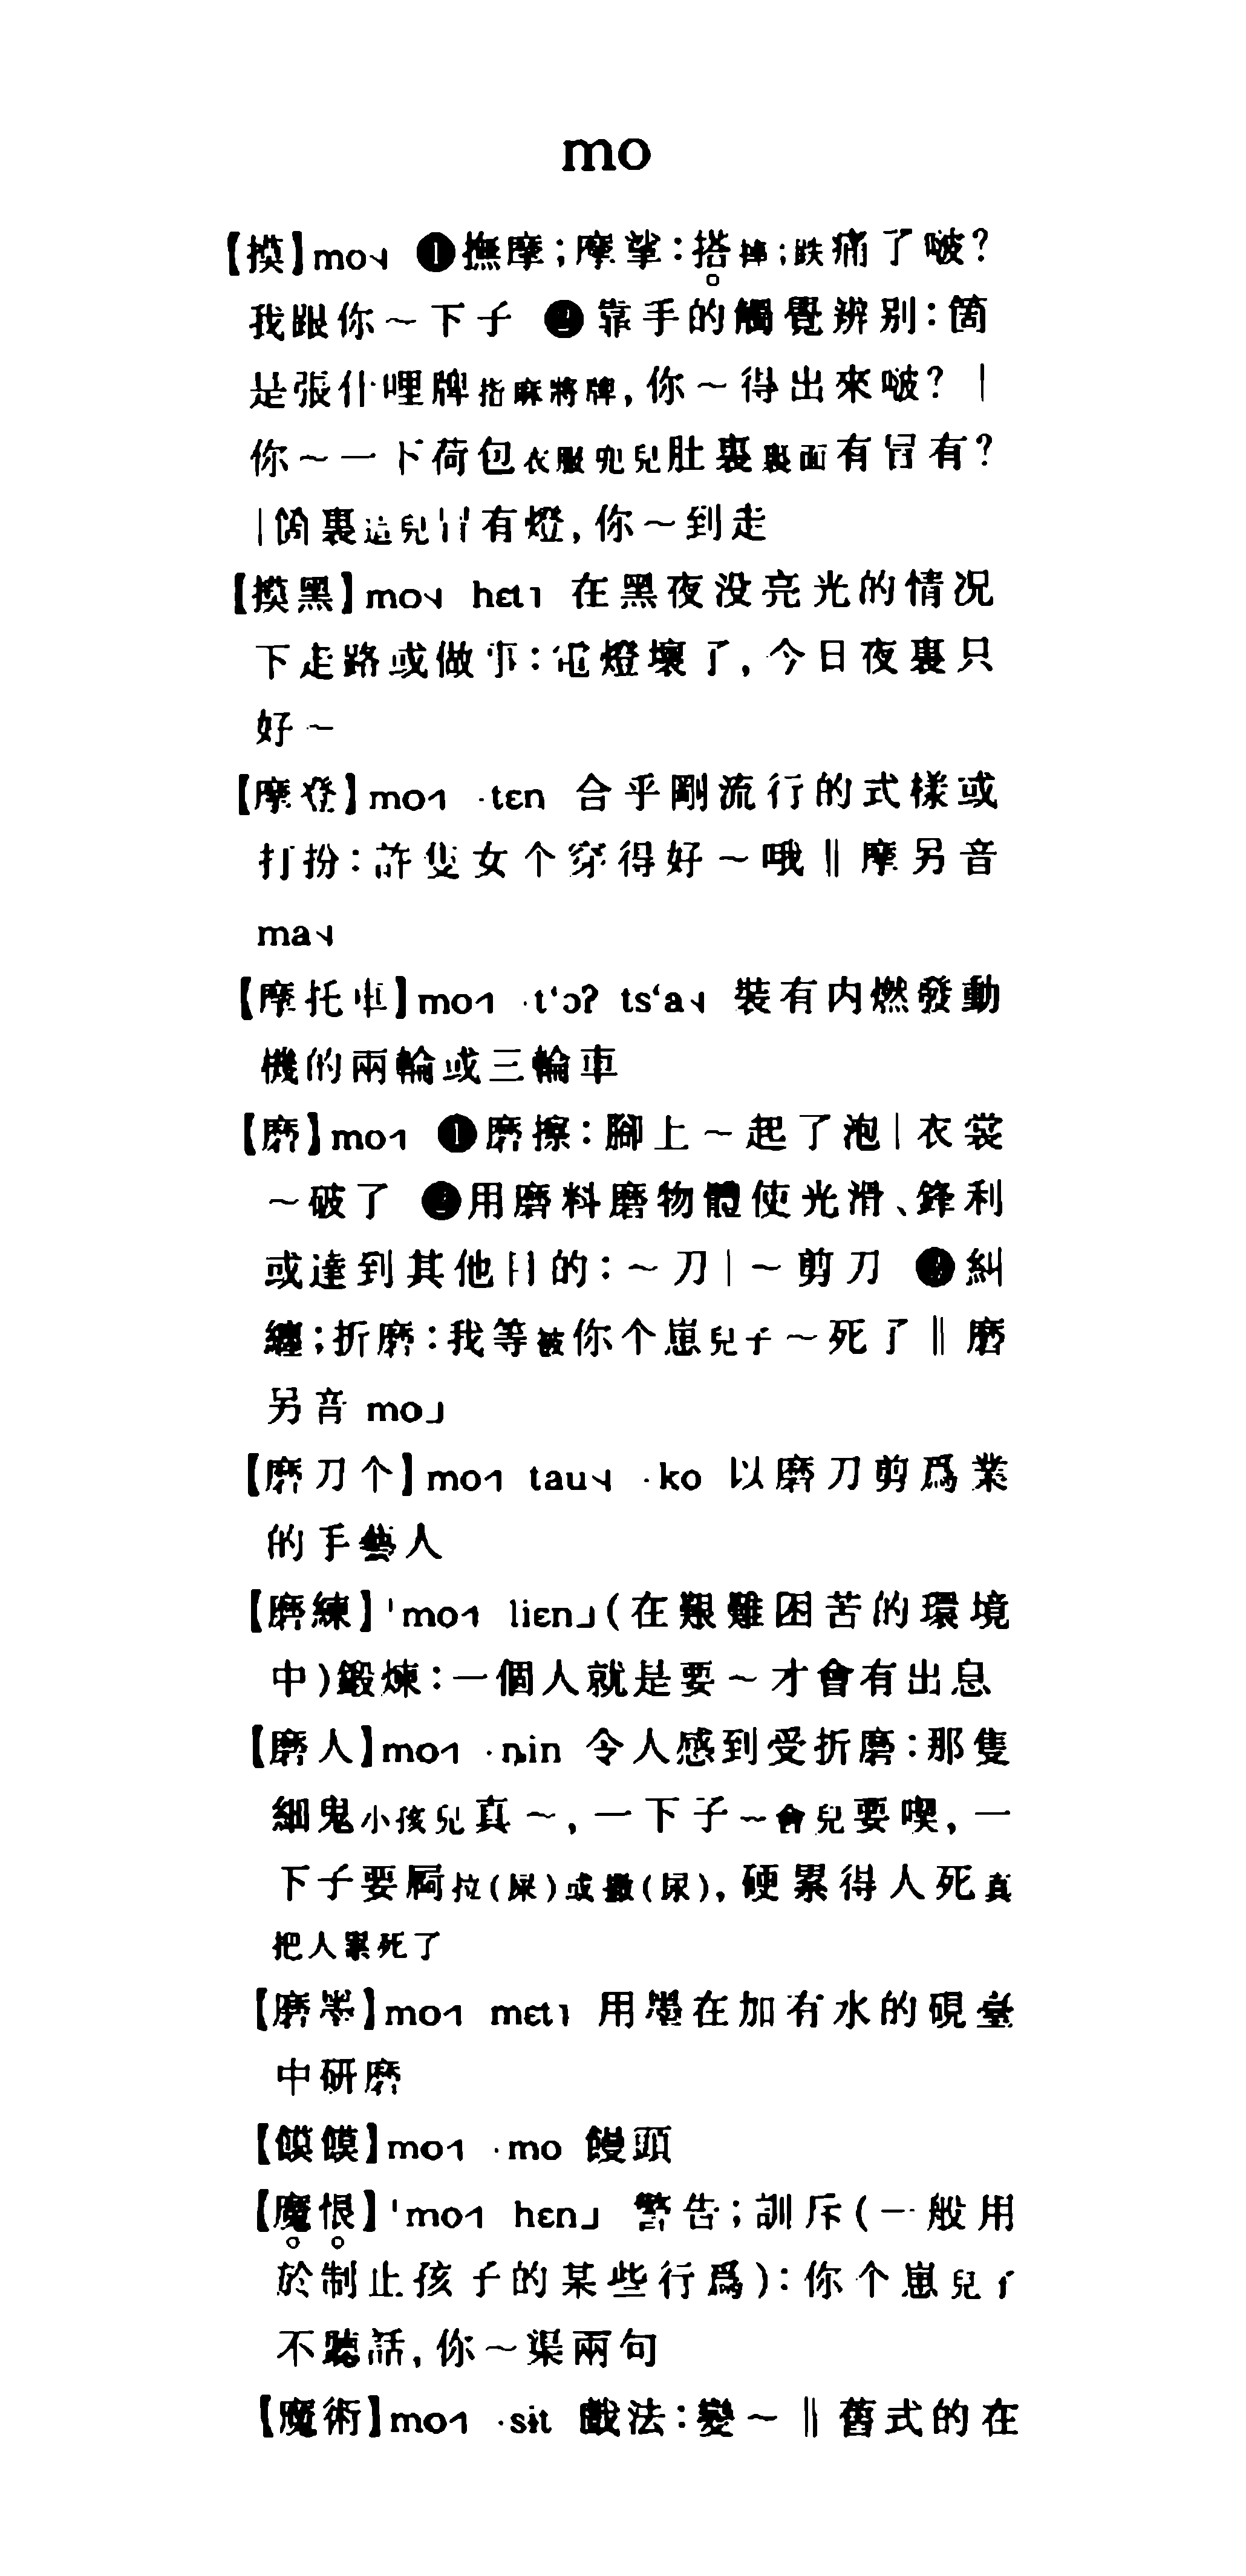 mo
【摸】mo˨ ❶撫摩；摩挲：搭摔；跌痛了啵？
我跟你～下子 ❷靠手的觸覺辨别：箇
是張什哩牌指麻將牌，你～得出來啵？｜
你～一下荷包衣服兜兒肚裏裏面有冒有？
｜箇裏這兒冒有燈，你～到走
【摸黑】mo˨ hɛt˥ 在黑夜没亮光的情况
下走路或做事：電燈壞了，今日夜裏只
好～
【摩登】mo˦ ·tɛn 合乎剛流行的式樣或
打扮：許隻女个穿得好～哦‖摩另音
ma˨
【摩托車】mo˦ ·t‘ɔʔ ts‘a˨ 裝有内燃發動
機的兩輪或三輪車
【磨】mo˦ ❶磨擦：腳上～起了泡｜衣裳
～破了 ❷用磨料磨物體使光滑、鋒利
或達到其他目的：～刀｜～剪刀 ❸糾
纏；折磨：我等被你个崽兒子～死了‖磨
另音 mo˩
【磨刀个】mo˦ tau˨ ·ko 以磨刀剪爲業
的手藝人
【磨練】ˈmo˦ liɛn˩（在艱難困苦的環境
中）鍛煉：一個人就是要～才會有出息
【磨人】mo˦ ·ȵin 令人感到受折磨：那隻
細鬼小孩兒真～，一下子一會兒要喫，一
下子要屙拉（屎）或撒（尿），硬累得人死真
把人累死了
【磨墨】mo˦ mɛt˥ 用墨在加有水的硯臺
中研磨
【饃饃】mo˦ ·mo 饅頭
【魔恨】ˈmo˦ hɛn˩ 警告；訓斥（一般用
於制止孩子的某些行爲）：你个崽兒子
不聽話，你～渠兩句
【魔術】mo˦ ·sɨt 戲法：變～‖舊式的在